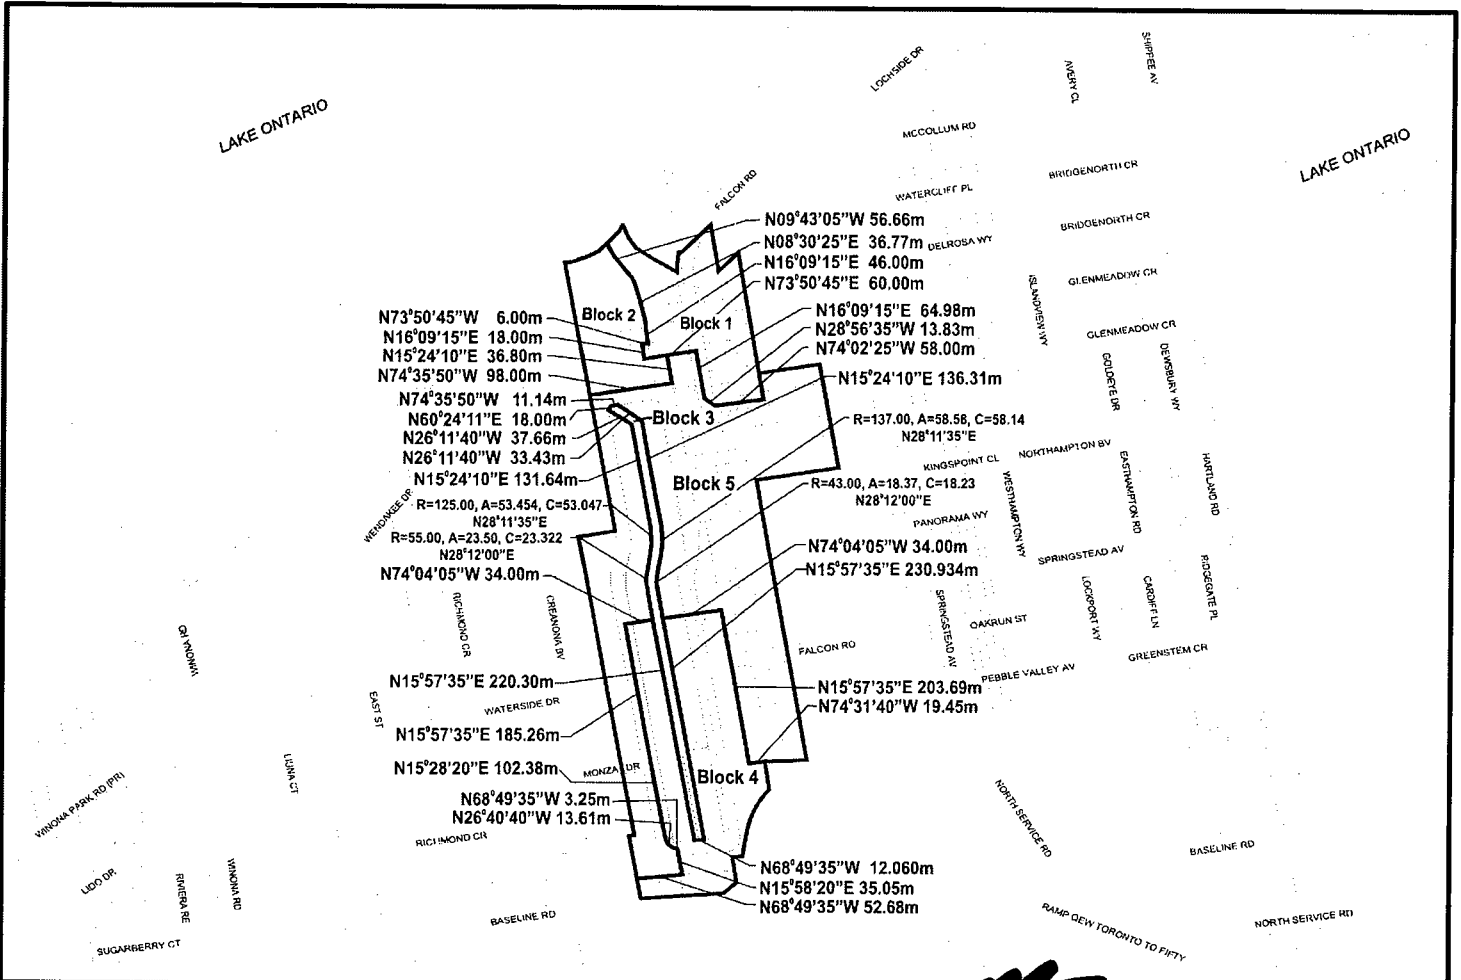 LAKE ONTARIO
LOCHSIDE DR
AVERY CL
SHIPPEE AV
MCCOLLUM RD
LAKE ONTARIO
BRIDGENORTH CR
FALCON RD
WATERCLIFF PL
N09°43'05"W 56.66m
BRIDGENORTH CR
N08°30'25"E 36.77m
DELROSA WY
N16°09'15"E 46.00m
GLENMEADOW CR
N73°50'45"E 60.00m
ISLANDVIEW WY
Block 2
Block 1
N73°50'45"W 6.00m
N16°09'15"E 64.98m
N16°09'15"E 18.00m
N28°56'35"W 13.83m
GLENMEADOW CR
N15°24'10"E 36.80m
N74°02'25"W 58.00m
N74°35'50"W 98.00m
N15°24'10"E 136.31m
GOLDEYE DR
DEWSBURY WY
N74°35'50"W 11.14m
N60°24'11"E 18.00m
Block 3
R=137.00, A=58.58, C=58.14
N28°11'35"E
N26°11'40"W 37.66m
N26°11'40"W 33.43m
NORTHAMPTON BV
KINGSPOINT CL
N15°24'10"E 131.64m
Block 5
R=43.00, A=18.37, C=18.23
N28°12'00"E
WESTHAMPTON WY
EASTHAMPTON RD
HARTLAND RD
WENDAKEE DR
R=125.00, A=53.454, C=53.047
N28°11'35"E
PANORAMA WY
R=55.00, A=23.50, C=23.322
N28°12'00"E
N74°04'05"W 34.00m
SPRINGSTEAD AV
N74°04'05"W 34.00m
N15°57'35"E 230.934m
RICHMOND CR
CREANONA BV
SPRINGSTEAD AV
LOCKPORT WY
CARDIFF LN
RIDGEGATE PL
OAKRUN ST
WINONA RD
FALCON RD
GREENSTEM CR
PEBBLE VALLEY AV
N15°57'35"E 220.30m
N15°57'35"E 203.69m
EAST ST
WATERSIDE DR
N74°31'40"W 19.45m
N15°57'35"E 185.26m
N15°28'20"E 102.38m
MONZA DR
Block 4
LIONA CT
N68°49'35"W 3.25m
N26°40'40"W 13.61m
WINONA PARK RD (PR)
RICHMOND CR
NORTH SERVICE RD
BASELINE RD
N68°49'35"W 12.060m
LIDO DR
RIVIERA RE
WINONA RD
N15°58'20"E 35.05m
N68°49'35"W 52.68m
BASELINE RD
RAMP QEW TORONTO TO FIFTY
NORTH SERVICE RD
SUGARBERRY CT